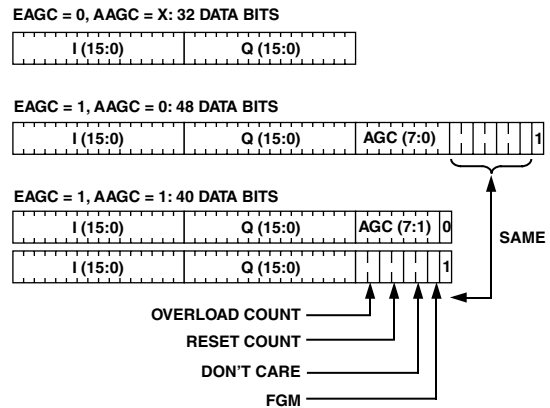 EAGC = 0, AAGC = X: 32 DATA BITS
I (15:0) Q (15:0)
EAGC = 1, AAGC = 0: 48 DATA BITS
I (15:0) Q (15:0) AGC (7:0) 1
EAGC = 1, AAGC = 1: 40 DATA BITS
I (15:0) Q (15:0) AGC (7:1) 0
SAME
I (15:0) Q (15:0) 1
OVERLOAD COUNT
RESET COUNT
DON'T CARE
FGM